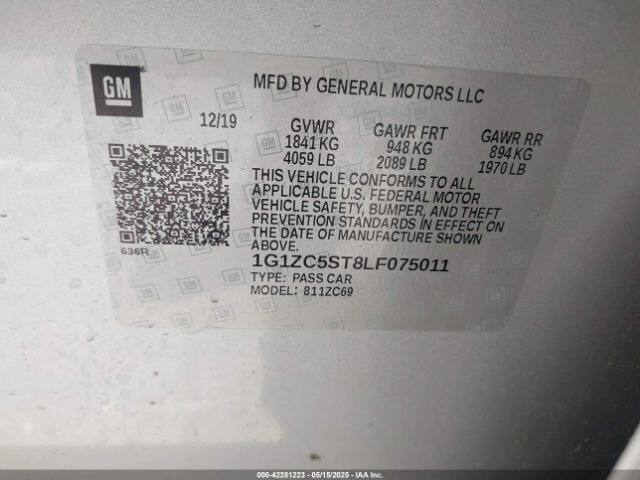 GM
MFD BY GENERAL MOTORS LLC
12/19
GVWR GAWR FRT GAWR RR
1841 KG 948 KG 894 KG
4059 LB 2089 LB 1970 LB
THIS VEHICLE CONFORMS TO ALL
APPLICABLE U.S. FEDERAL MOTOR
VEHICLE SAFETY, BUMPER, AND THEFT
PREVENTION STANDARDS IN EFFECT ON
THE DATE OF MANUFACTURE SHOWN
ABOVE.
636R
1G1ZC5ST8LF075011
TYPE: PASS CAR
MODEL: 811ZC69
000-42281223 - 05/15/2025 - IAAI.COM